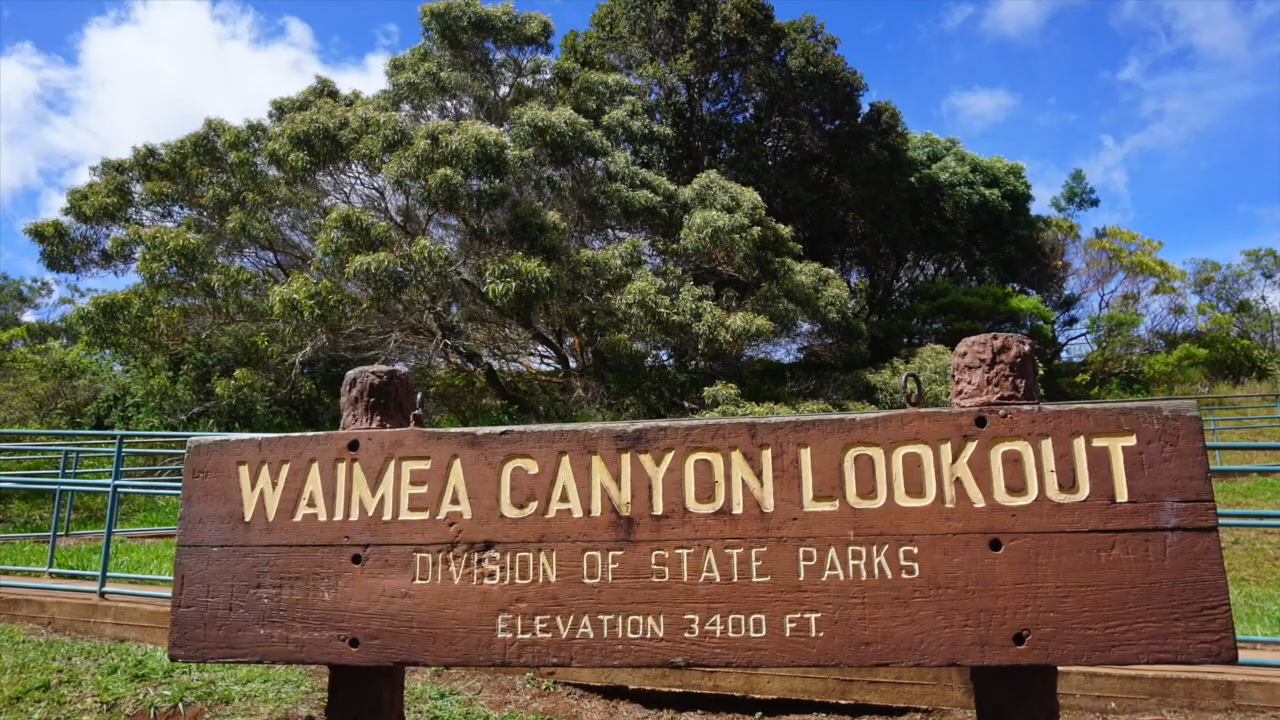 WAIMEA CANYON LOOKOUT
DIVISION OF STATE PARKS
ELEVATION 3400 FT.